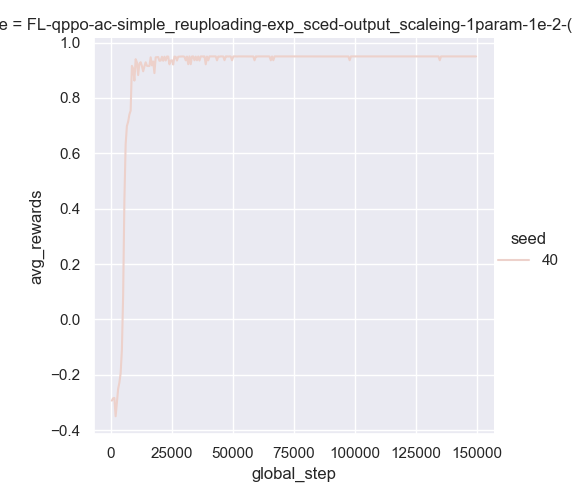 e = FL-qppo-ac-simple_reuploading-exp_sced-output_scaleing-1param-1e-2-(
1.0
0.8
0.6
0.4
0.2
0.0
−0.2
−0.4
avg_rewards
0 25000 50000 75000 100000 125000 150000
global_step
seed
40